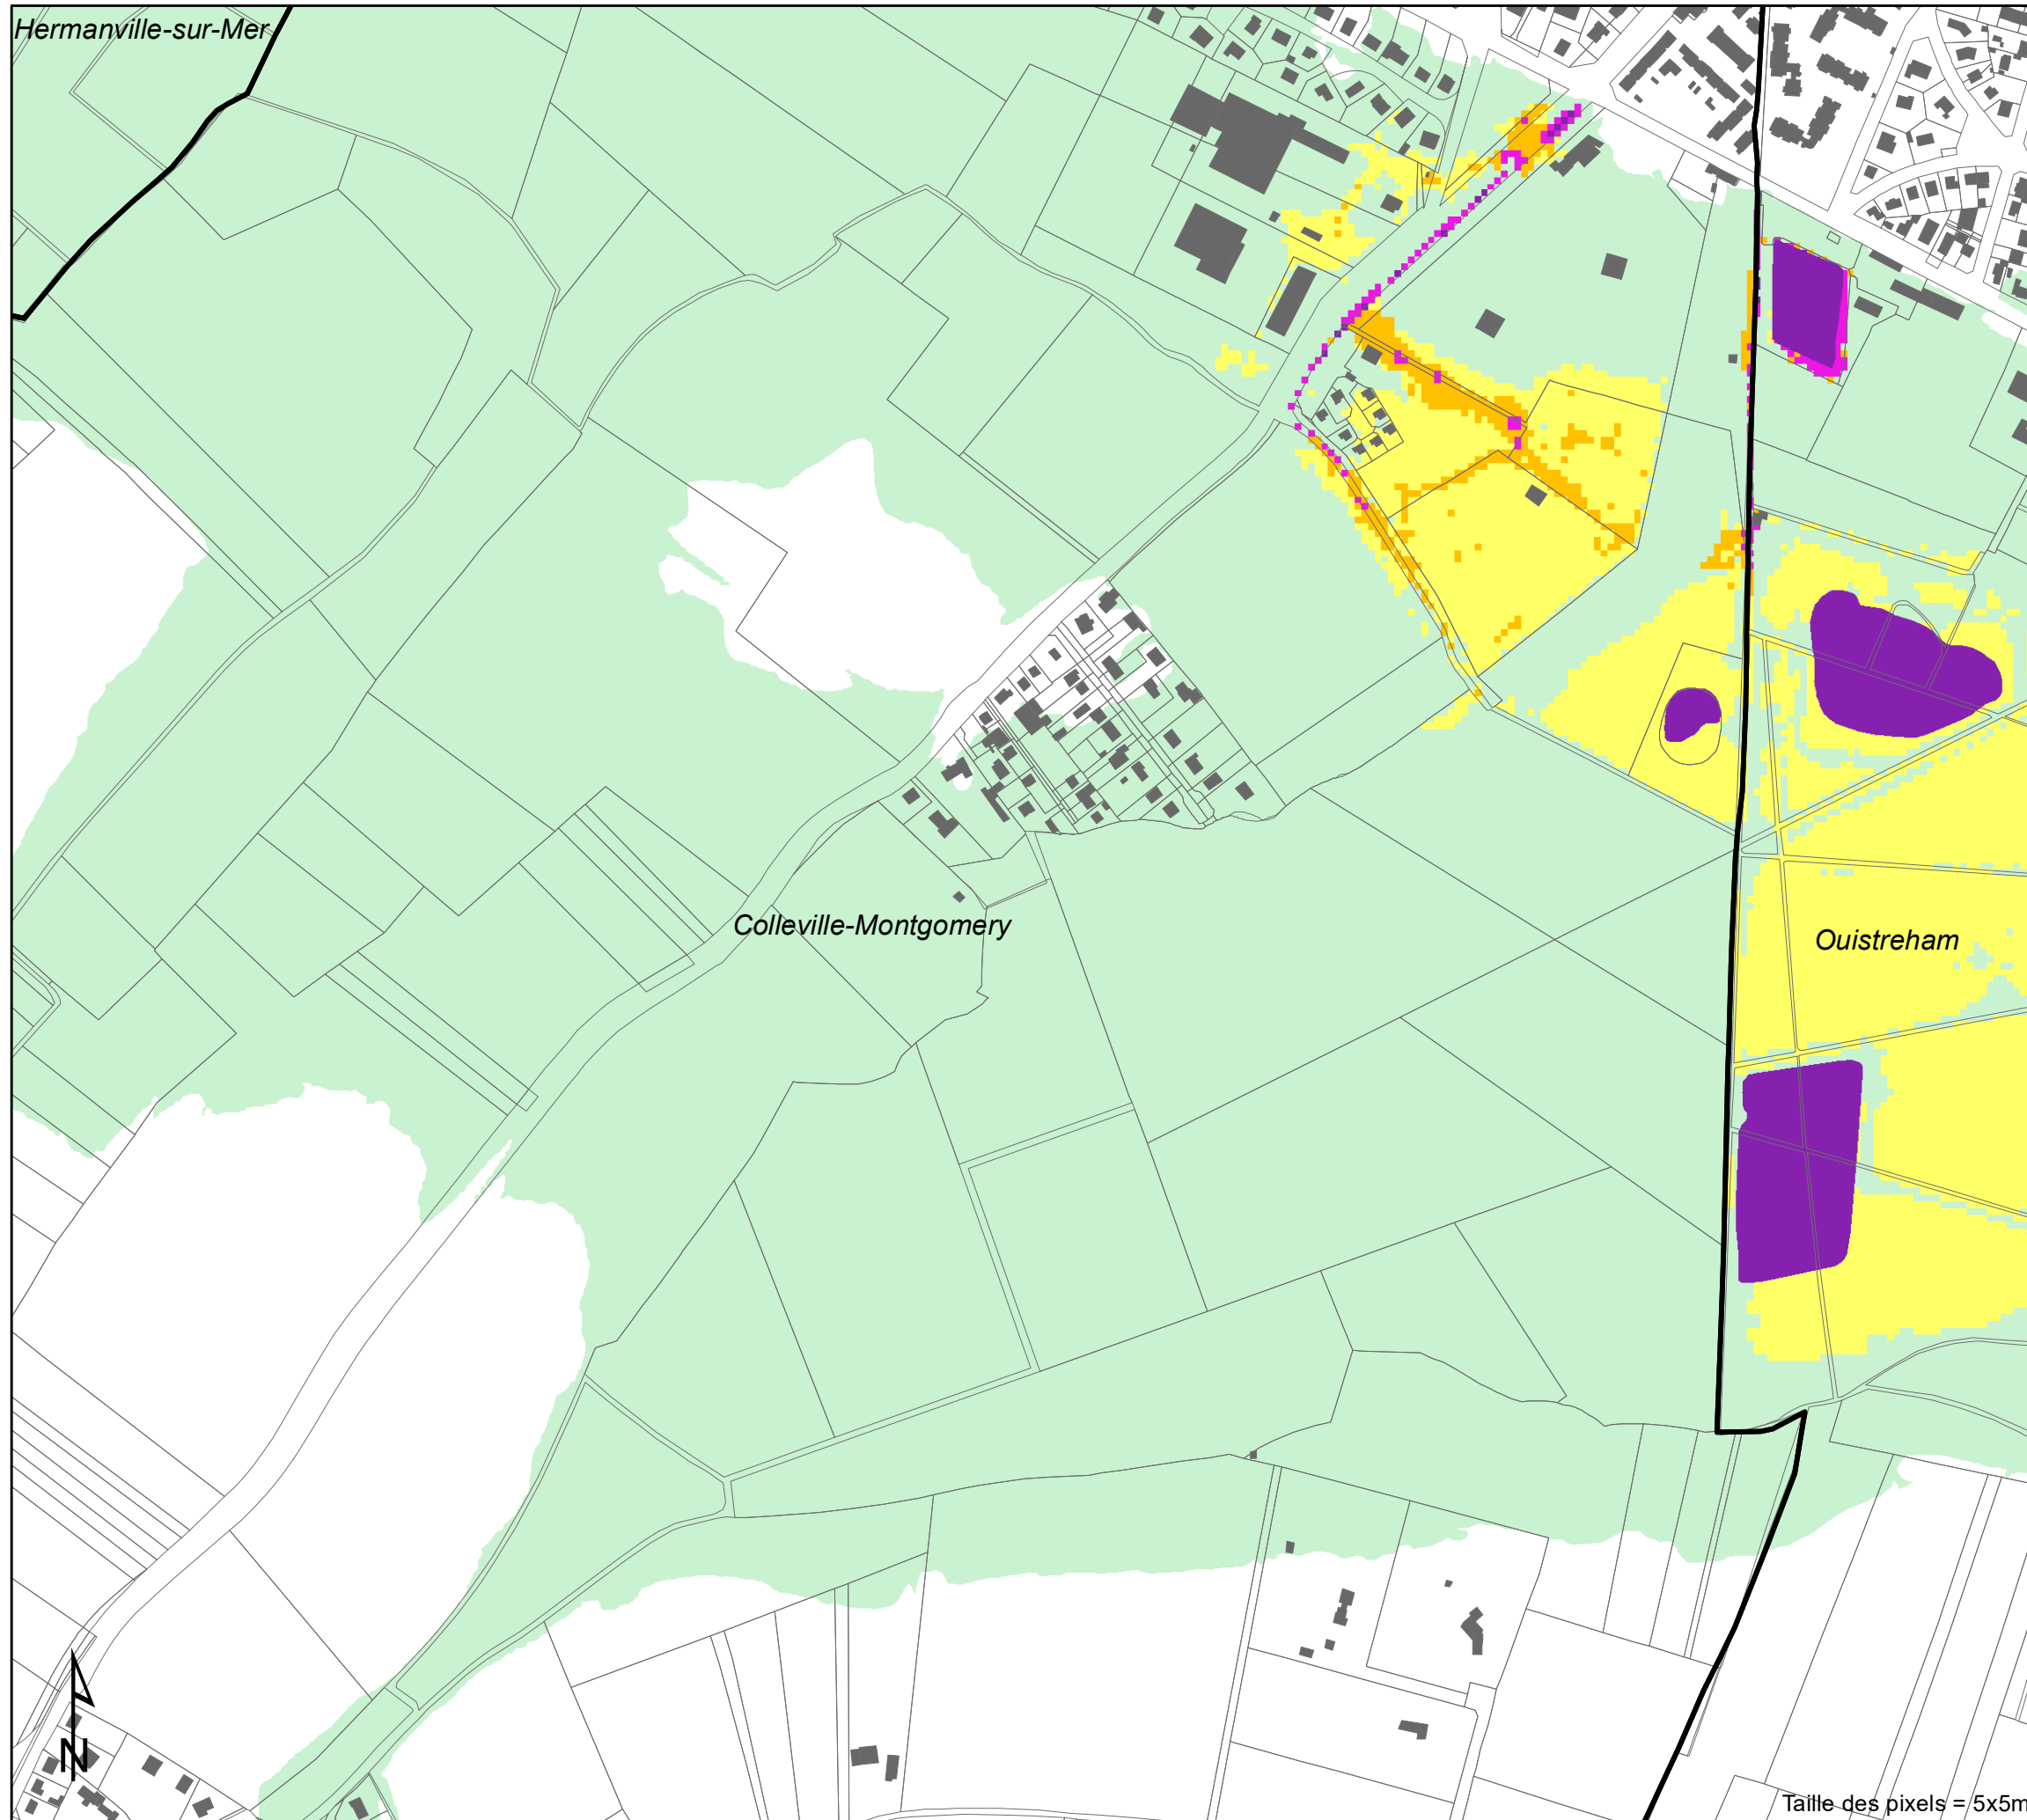 Hermanville-sur-Mer
Colleville-Montgomery
Ouistreham
N
Taille des pixels = 5x5m